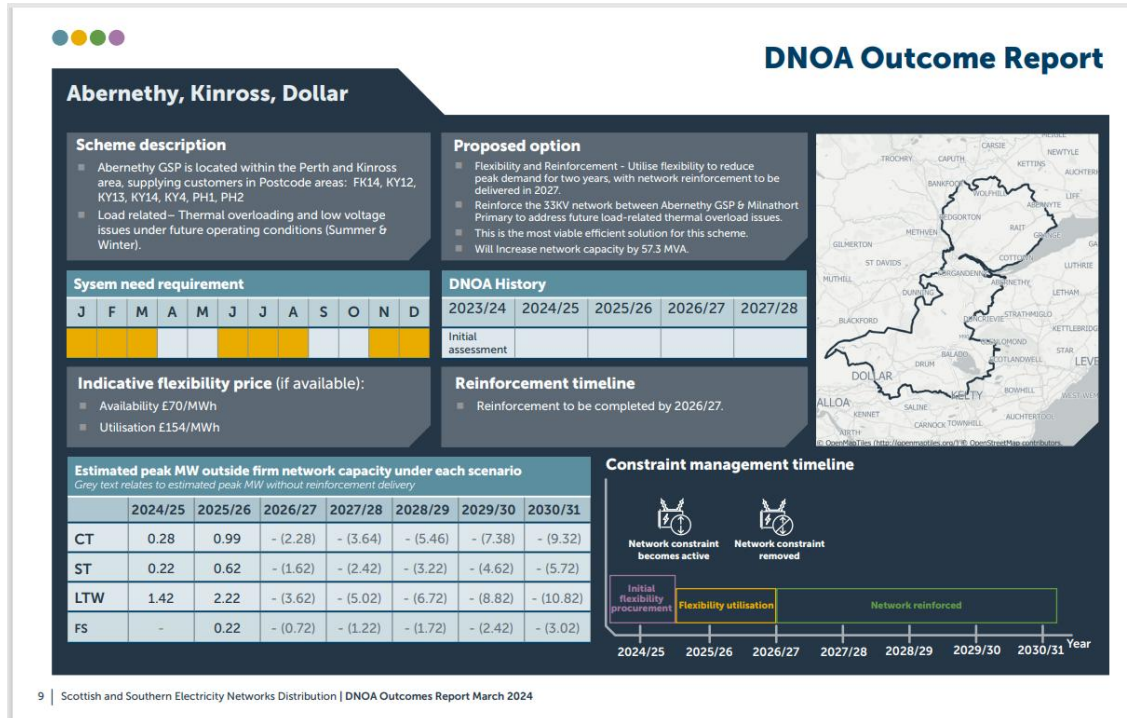 DNOA Outcome Report
Abernethy, Kinross, Dollar
Scheme description
Abernethy GSP is located within the Perth and Kinross
area, supplying customers in Postcode areas: FK14, KY12,
KY13, KY14, KY4, PH1, PH2
Load related– Thermal overloading and low voltage
issues under future operating conditions (Summer &
Winter).
Proposed option
Flexibility and Reinforcement - Utilise flexibility to reduce
peak demand for two years, with network reinforcement to be
delivered in 2027.
Reinforce the 33KV network between Abernethy GSP & Milnathort
Primary to address future load-related thermal overload issues.
This is the most viable efficient solution for this scheme.
Will Increase network capacity by 57.3 MVA.
Sysem need requirement
J F M A M J J A S O N D
DNOA History
2023/24 2024/25 2025/26 2026/27 2027/28
Initial
assessment
Indicative flexibility price (if available):
Availability £70/MWh
Utilisation £154/MWh
Reinforcement timeline
Reinforcement to be completed by 2026/27.
CARSIE
NEWTYLE
TROCHRY
CAPUTH
KETTINS
AUCHTER
BANKFOOT
WOLFHILL
LIFF
ABERNYTE
REDGORTON
METHVEN
RAIT
GRANGE
GILMERTON
COTTOWN
ST DAVIDS
LUTHRIE
MUTHILL
FORGANDENNY
ABERNETHY
DUNNING
LETHAM
BLACKFORD
DUNCRIEVIE
STRATHMIGLO
KETTLEBRIDG
STAR
BALADO
SCOTLANDWELL
LEVE
DRUM
DOLLAR
BOWHILL
KELTY
ALLOA
SALINE
KENNET
AUCHTERTOOL
CARNOCK
TOWNHILL
AIRTH
© OpenMapTiles (http://openmaptiles.org/) © OpenStreetMap contributors.
Estimated peak MW outside firm network capacity under each scenario
Grey text relates to estimated peak MW without reinforcement delivery
2024/25 2025/26 2026/27 2027/28 2028/29 2029/30 2030/31
CT 0.28 0.99 - (2.28) - (3.64) - (5.46) - (7.38) - (9.32)
ST 0.22 0.62 - (1.62) - (2.42) - (3.22) - (4.62) - (5.72)
LTW 1.42 2.22 - (3.62) - (5.02) - (6.72) - (8.82) - (10.82)
FS - 0.22 - (0.72) - (1.22) - (1.72) - (2.42) - (3.02)
Constraint management timeline
Network constraint
becomes active
Network constraint
removed
Initial
flexibility
procurement
Flexibility utilisation
Network reinforced
2024/25 2025/26 2026/27 2027/28 2028/29 2029/30 2030/31 Year
9 | Scottish and Southern Electricity Networks Distribution | DNOA Outcomes Report March 2024